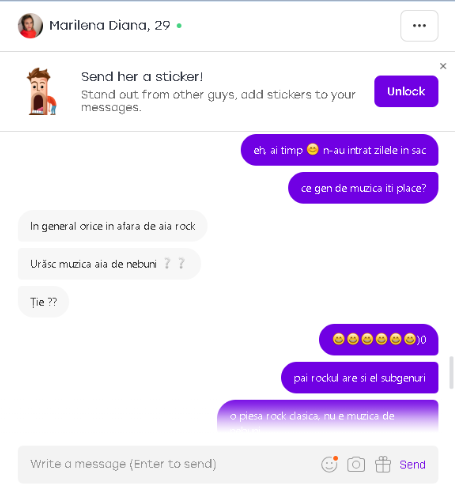 Marilena Diana, 29
Send her a sticker!
Stand out from other guys, add stickers to your
messages.
Unlock
eh, ai timp 😊 n-au intrat zilele in sac
ce gen de muzica iti place?
In general orice in afara de aia rock
Urăsc muzica aia de nebuni ❔ ❔
Ție ??
😄😄😄😄😄😄)0
pai rockul are si el subgenuri
o piesa rock clasica, nu e muzica de
Write a message (Enter to send)
Send